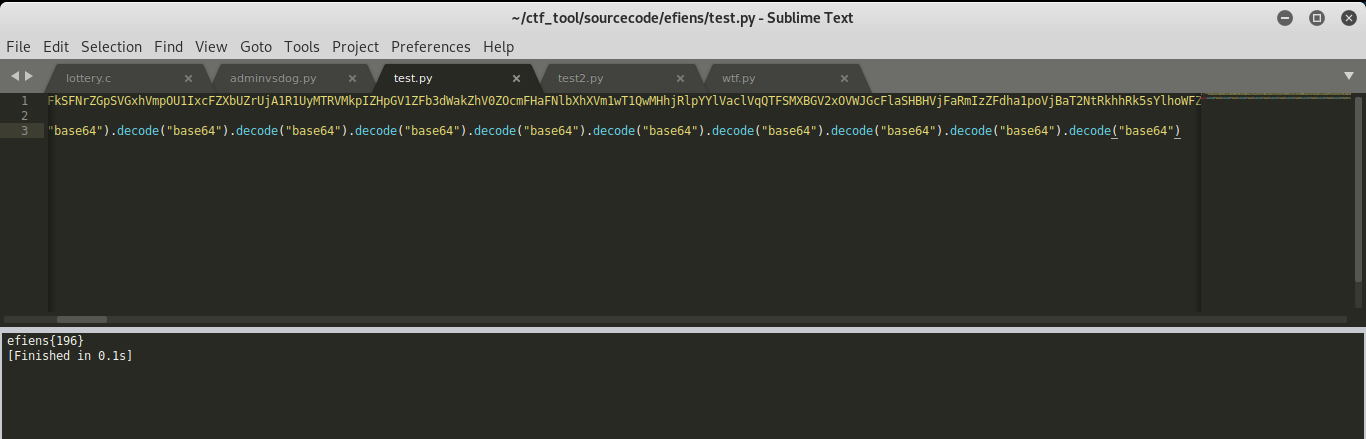 ~/ctf_tool/sourcecode/efiens/test.py - Sublime Text
File Edit Selection Find View Goto Tools Project Preferences Help
lottery.c adminvsdog.py test.py test2.py wtf.py
1 FkSFNrZGpSVGxhVmpOU1IxcFZXbUZrUjA1R1UyMTRVMkpIZHpGV1ZFb3dWakZhV0ZOcmFHaFNlbXhXVm1wT1QwMHhjRlpYYlVaclVqQTFSMXBGV2xOVWJGcFlaSHBHVjFaRmIzZFdha1poVjBaT2NtRkhhRk5sYlhoWFZ
2
3 "base64").decode("base64").decode("base64").decode("base64").decode("base64").decode("base64").decode("base64").decode("base64").decode("base64").decode("base64")
efiens{196}
[Finished in 0.1s]